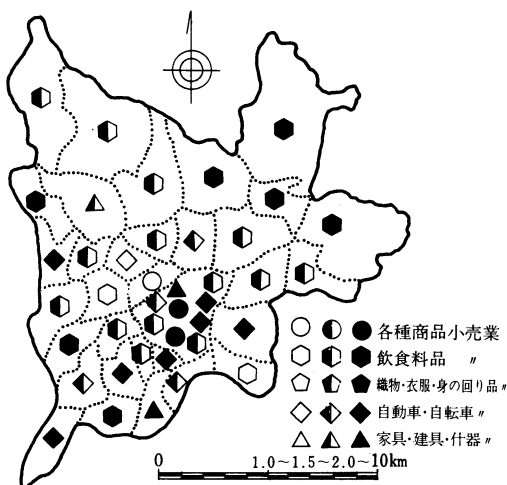 各種商品小売業
飲食料品 〃
織物・衣服・身の回り品〃
自動車・自転車〃
家具・建具・什器〃
0 1.0～1.5～2.0～10km